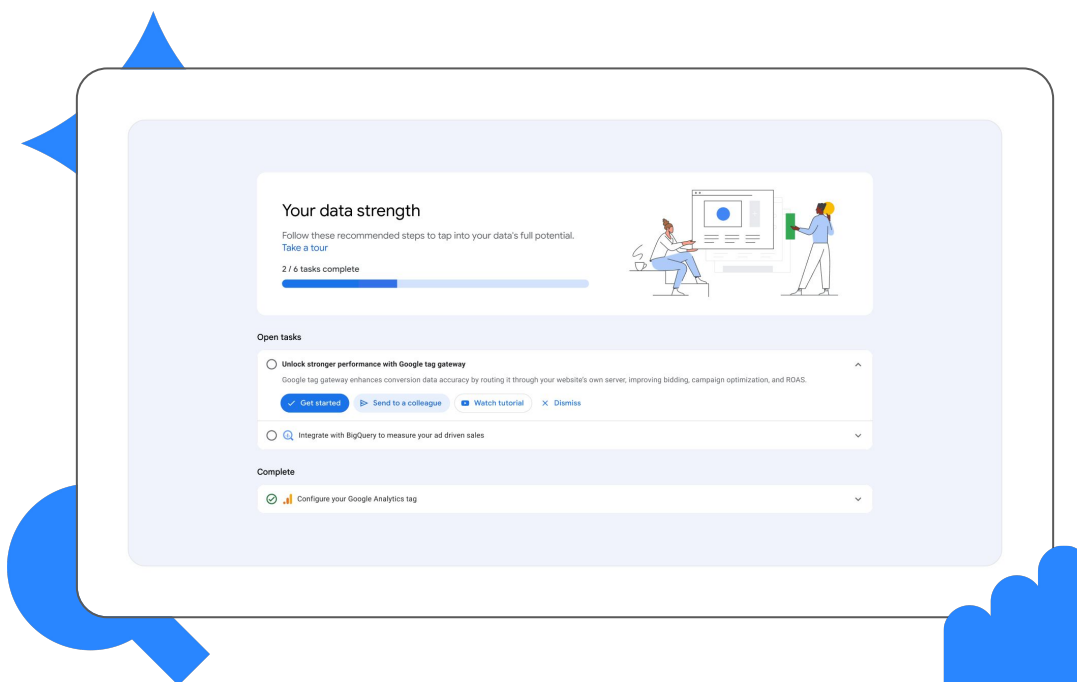 Your data strength
Follow these recommended steps to tap into your data's full potential.
Take a tour
2 / 6 tasks complete
Open tasks
Unlock stronger performance with Google tag gateway
Google tag gateway enhances conversion data accuracy by routing it through your website's own server, improving bidding, campaign optimization, and ROAS.
Get started Send to a colleague Watch tutorial Dismiss
Integrate with BigQuery to measure your ad driven sales
Complete
Configure your Google Analytics tag